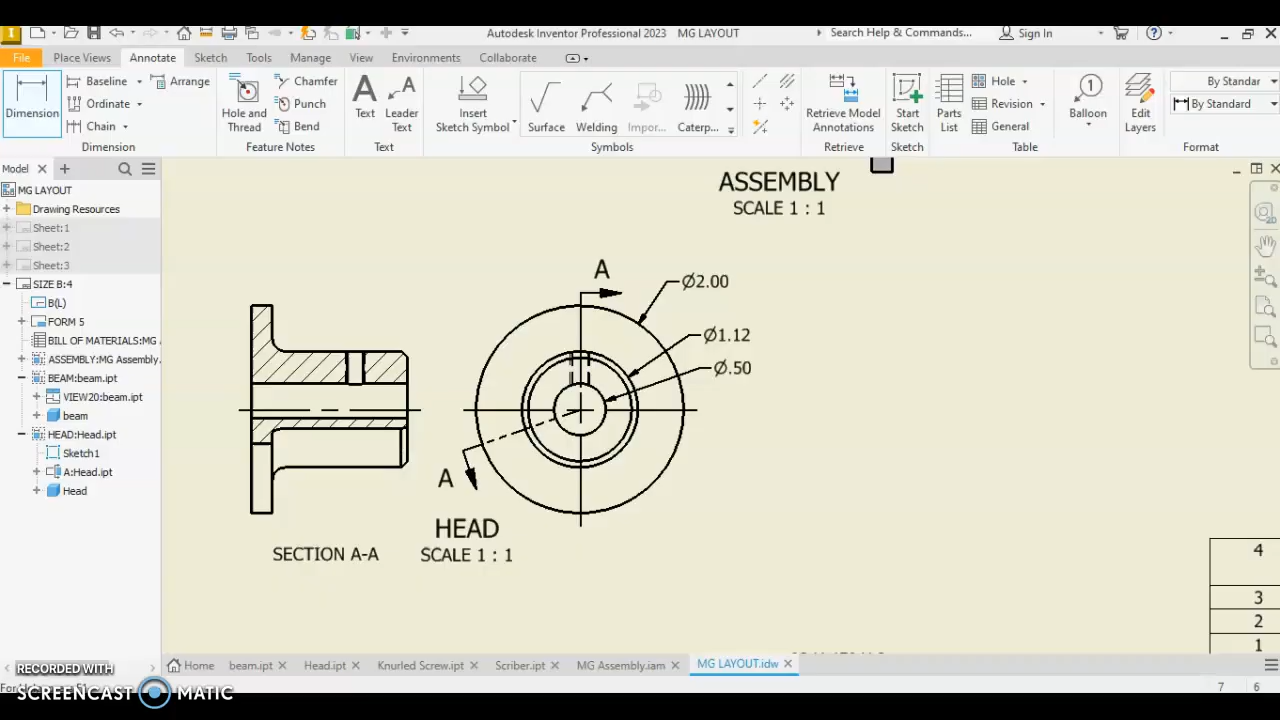 Autodesk Inventor Professional 2023 MG LAYOUT
Search Help & Commands...
Sign In
File
Place Views
Annotate
Sketch
Tools
Manage
View
Environments
Collaborate
Dimension
Baseline
Ordinate
Chain
Arrange
Dimension
Hole and
Thread
Chamfer
Punch
Bend
Feature Notes
Text
Leader
Text
Text
Insert
Sketch Symbol
Surface
Welding
Impor...
Caterp...
Symbols
Retrieve Model
Annotations
Retrieve
Start
Sketch
Sketch
Parts
List
Hole
Revision
General
Table
Balloon
Edit
Layers
By Standar
By Standard
Format
Model
MG LAYOUT
Drawing Resources
Sheet:1
Sheet:2
Sheet:3
SIZE B:4
B(L)
FORM 5
BILL OF MATERIALS:MG
ASSEMBLY:MG Assembly.
BEAM:beam.ipt
VIEW20:beam.ipt
beam
HEAD:Head.ipt
Sketch1
A:Head.ipt
Head
ASSEMBLY
SCALE 1 : 1
A
Ø2.00
Ø1.12
Ø.50
A
HEAD
SCALE 1 : 1
SECTION A-A
4
3
2
1
Home
beam.ipt
Head.ipt
Knurled Screw.ipt
Scriber.ipt
MG Assembly.iam
MG LAYOUT.idw
7 6
RECORDED WITH
SCREENCAST MATIC